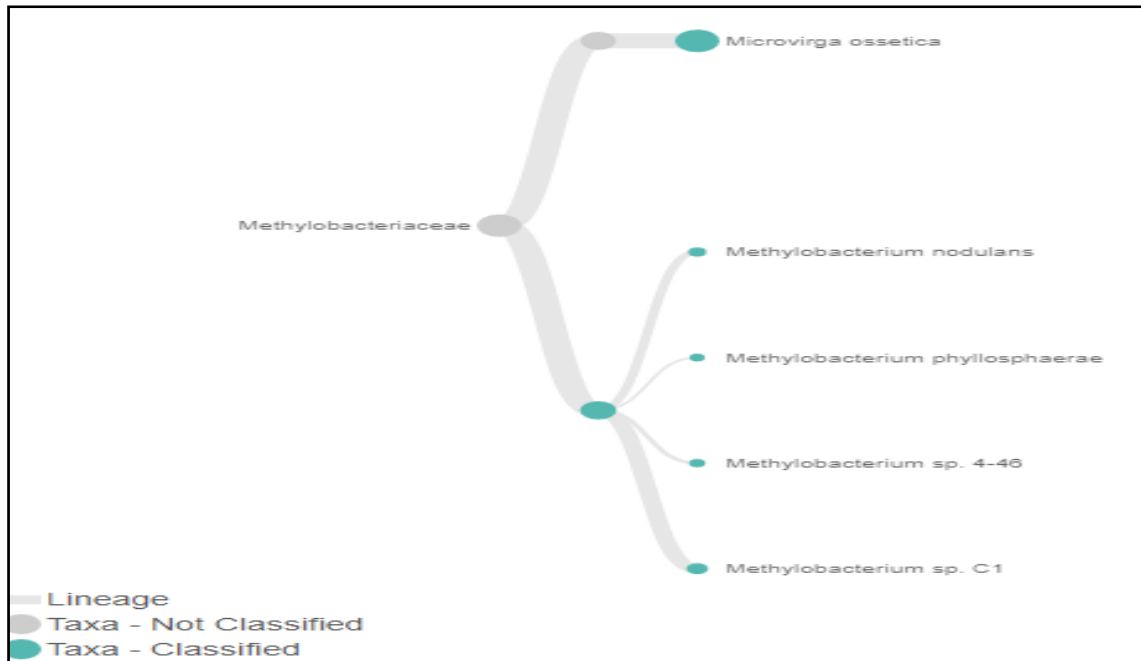 Microvirga ossetica
Methylobacteriaceae
Methylobacterium nodulans
Methylobacterium phyllosphaerae
Methylobacterium sp. 4-46
Methylobacterium sp. C1
Lineage
Taxa - Not Classified
Taxa - Classified